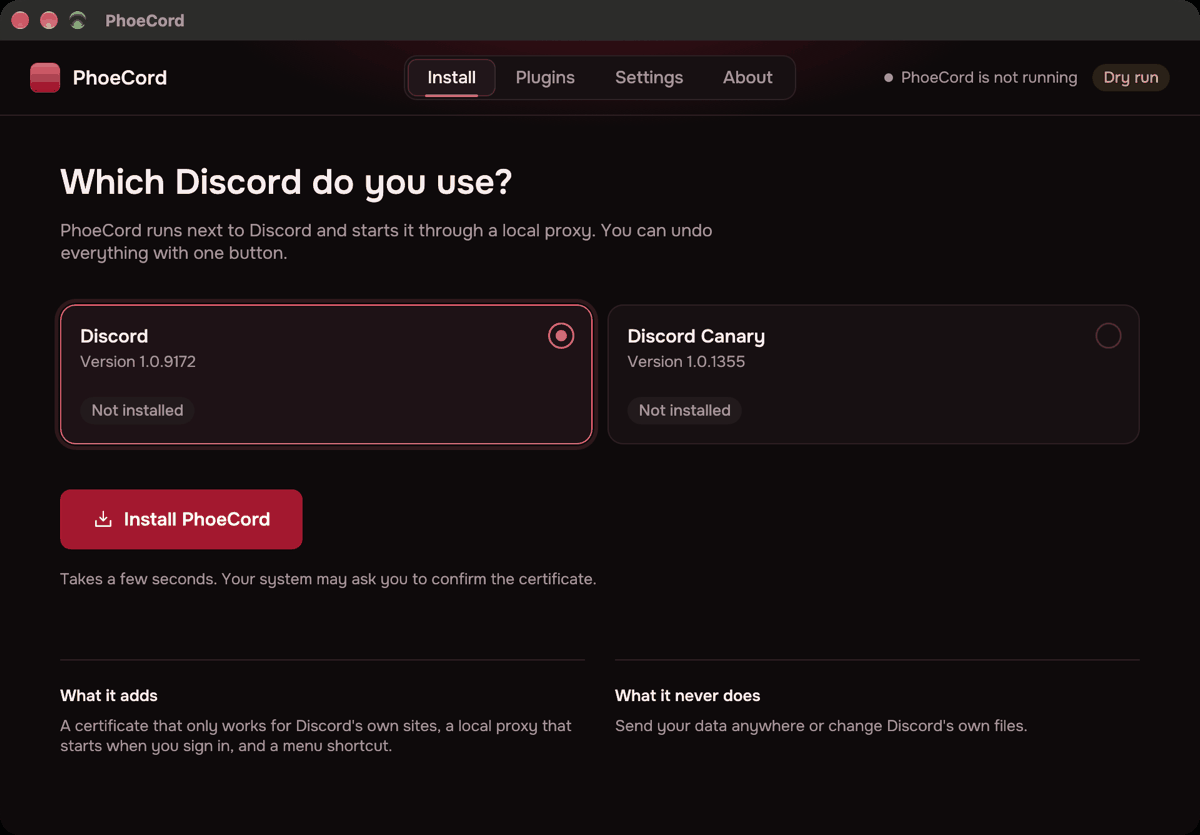 PhoeCord
PhoeCord
Install
Plugins
Settings
About
PhoeCord is not running
Dry run
Which Discord do you use?
PhoeCord runs next to Discord and starts it through a local proxy. You can undo
everything with one button.
Discord
Version 1.0.9172
Not installed
Discord Canary
Version 1.0.1355
Not installed
Install PhoeCord
Takes a few seconds. Your system may ask you to confirm the certificate.
What it adds
A certificate that only works for Discord's own sites, a local proxy that
starts when you sign in, and a menu shortcut.
What it never does
Send your data anywhere or change Discord's own files.